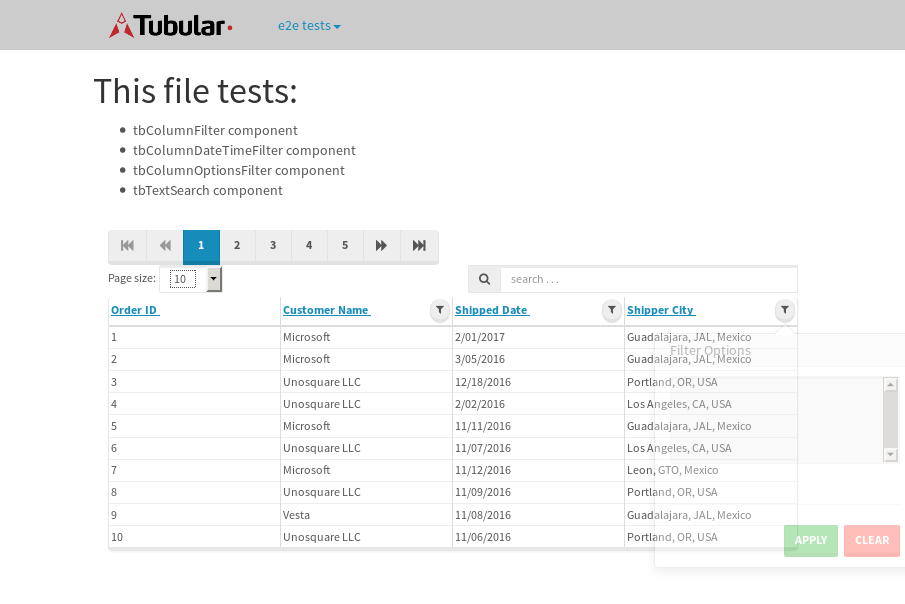 Tubular
e2e tests
This file tests:
tbColumnFilter component
tbColumnDateTimeFilter component
tbColumnOptionsFilter component
tbTextSearch component
1 2 3 4 5
Page size: 10 search . . .
Order ID Customer Name Shipped Date Shipper City
1 Microsoft 2/01/2017 Guadalajara, JAL, Mexico
Filter Options
2 Microsoft 3/05/2016 Guadalajara, JAL, Mexico
3 Unosquare LLC 12/18/2016 Portland, OR, USA
4 Unosquare LLC 2/02/2016 Los Angeles, CA, USA
5 Microsoft 11/11/2016 Guadalajara, JAL, Mexico
6 Unosquare LLC 11/07/2016 Los Angeles, CA, USA
7 Microsoft 11/12/2016 Leon, GTO, Mexico
8 Unosquare LLC 11/09/2016 Portland, OR, USA
9 Vesta 11/08/2016 Guadalajara, JAL, Mexico
10 Unosquare LLC 11/06/2016 Portland, OR, USA
APPLY CLEAR